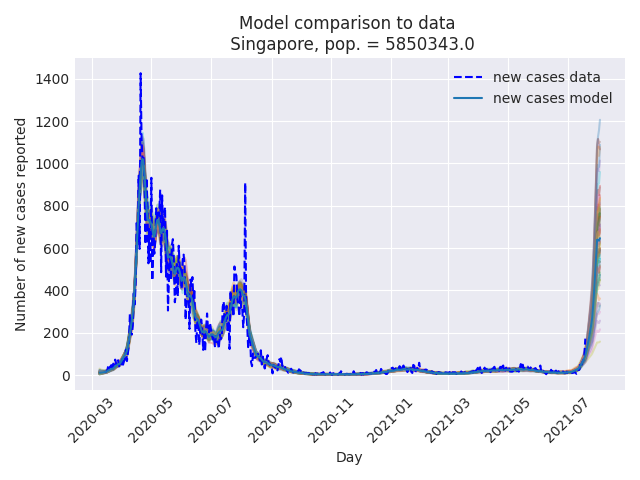 Model comparison to data
Singapore, pop. = 5850343.0
new cases data
new cases model
Number of new cases reported
1400
1200
1000
800
600
400
200
0
2020-03
2020-05
2020-07
2020-09
2020-11
2021-01
2021-03
2021-05
2021-07
Day